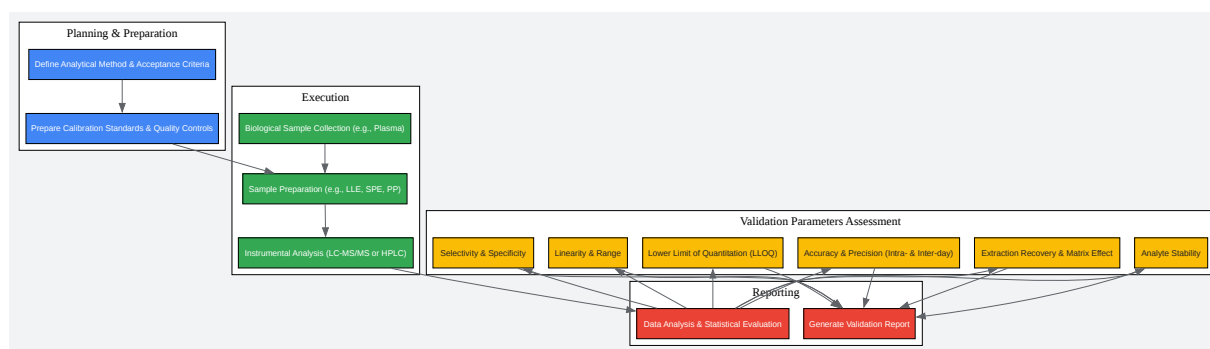 Planning & Preparation
Define Analytical Method & Acceptance Criteria
Prepare Calibration Standards & Quality Controls
Execution
Biological Sample Collection (e.g., Plasma)
Sample Preparation (e.g., LLE, SPE, PP)
Instrumental Analysis (LC-MS/MS or HPLC)
Validation Parameters Assessment
Selectivity & Specificity
Linearity & Range
Lower Limit of Quantitation (LLOQ)
Accuracy & Precision (Intra- & Inter-day)
Extraction Recovery & Matrix Effect
Analyte Stability
Reporting
Data Analysis & Statistical Evaluation
Generate Validation Report